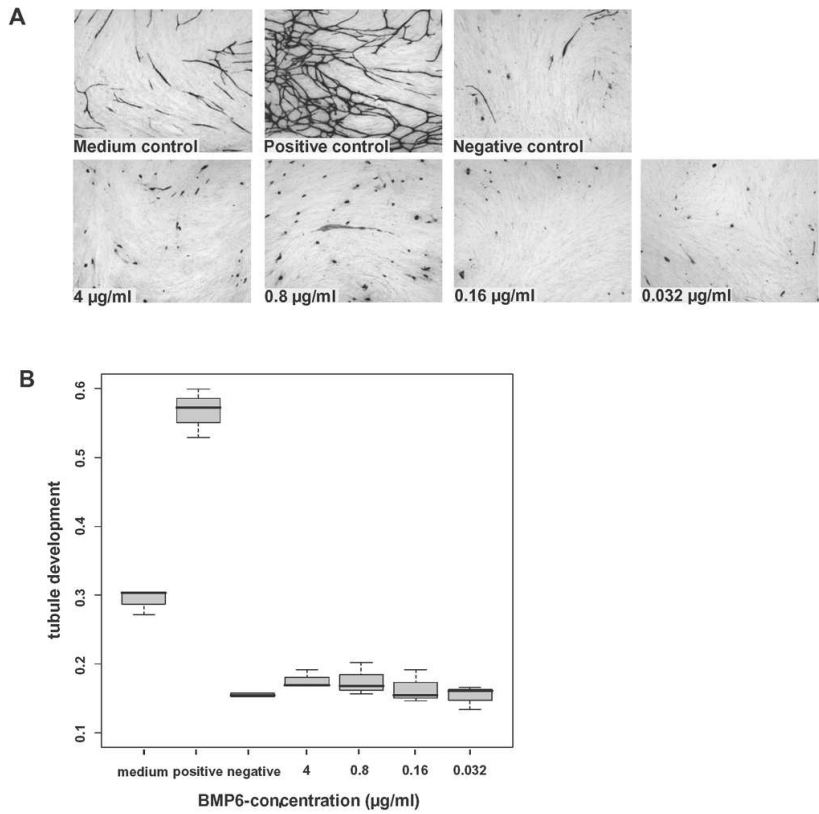 A
Medium control
Positive control
Negative control
4 µg/ml
0.8 µg/ml
0.16 µg/ml
0.032 µg/ml
B
0.6
0.5
0.4
0.3
0.2
0.1
tubule development
medium positive negative 4 0.8 0.16 0.032
BMP6-concentration (µg/ml)